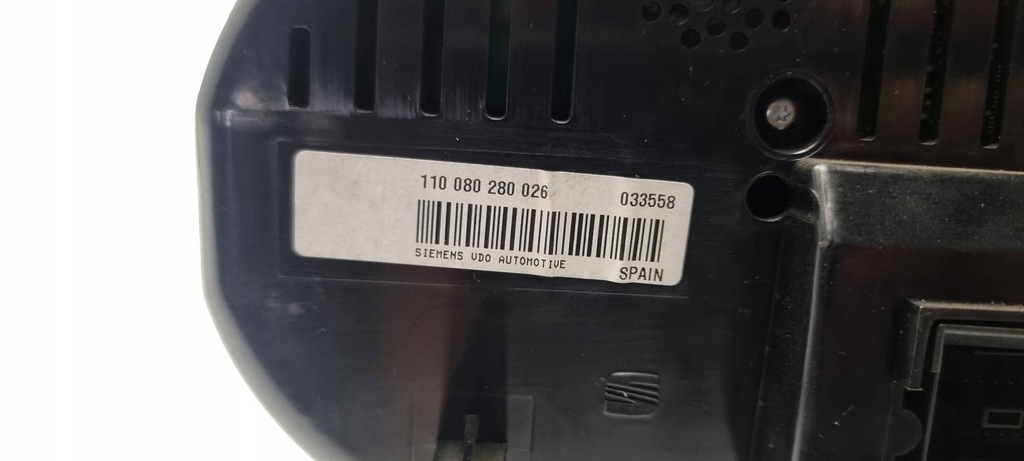 110 080 280 026 033558
SIEMENS VDO AUTOMOTIVE SPAIN